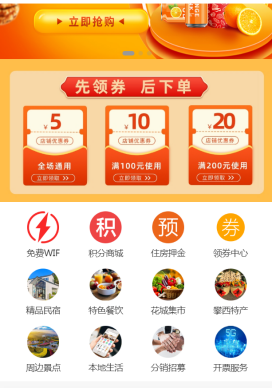 ▶ 立即抢购 ◀
先领券 后下单
¥5 ¥10 ¥20
店铺优惠券 店铺优惠券 店铺优惠券
全场通用 满100元使用 满200元使用
立即领取 >> 立即领取 >> 立即领取 >>
积 预 券
免费WIF 积分商城 住房押金 领券中心
精品民宿 特色餐饮 花城集市 攀西特产
5G
周边景点 本地生活 分销招募 开票服务